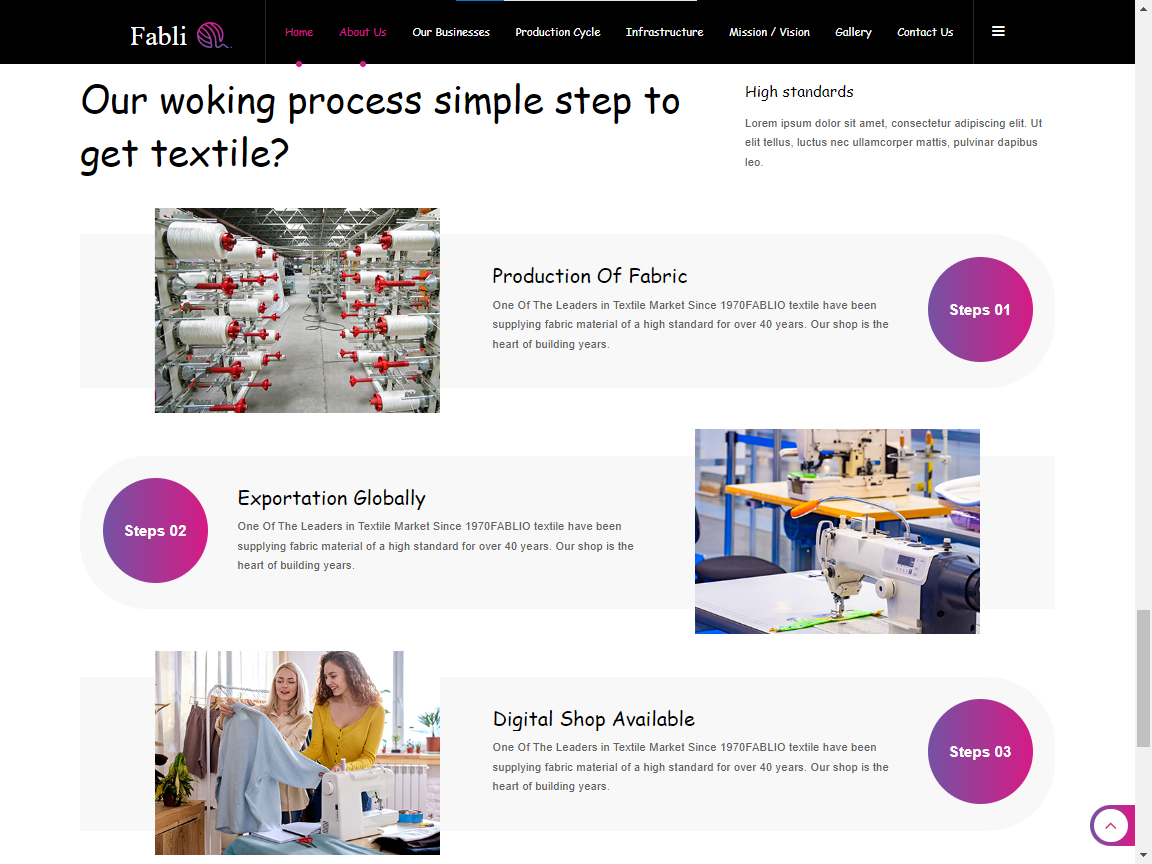 Fabli
Home
About Us
Our Businesses
Production Cycle
Infrastructure
Mission / Vision
Gallery
Contact Us
Our woking process simple step to
get textile?
High standards
Lorem ipsum dolor sit amet, consectetur adipiscing elit. Ut
elit tellus, luctus nec ullamcorper mattis, pulvinar dapibus
leo.
Production Of Fabric
One Of The Leaders in Textile Market Since 1970FABLIO textile have been
supplying fabric material of a high standard for over 40 years. Our shop is the
heart of building years.
Steps 01
Steps 02
Exportation Globally
One Of The Leaders in Textile Market Since 1970FABLIO textile have been
supplying fabric material of a high standard for over 40 years. Our shop is the
heart of building years.
Digital Shop Available
One Of The Leaders in Textile Market Since 1970FABLIO textile have been
supplying fabric material of a high standard for over 40 years. Our shop is the
heart of building years.
Steps 03